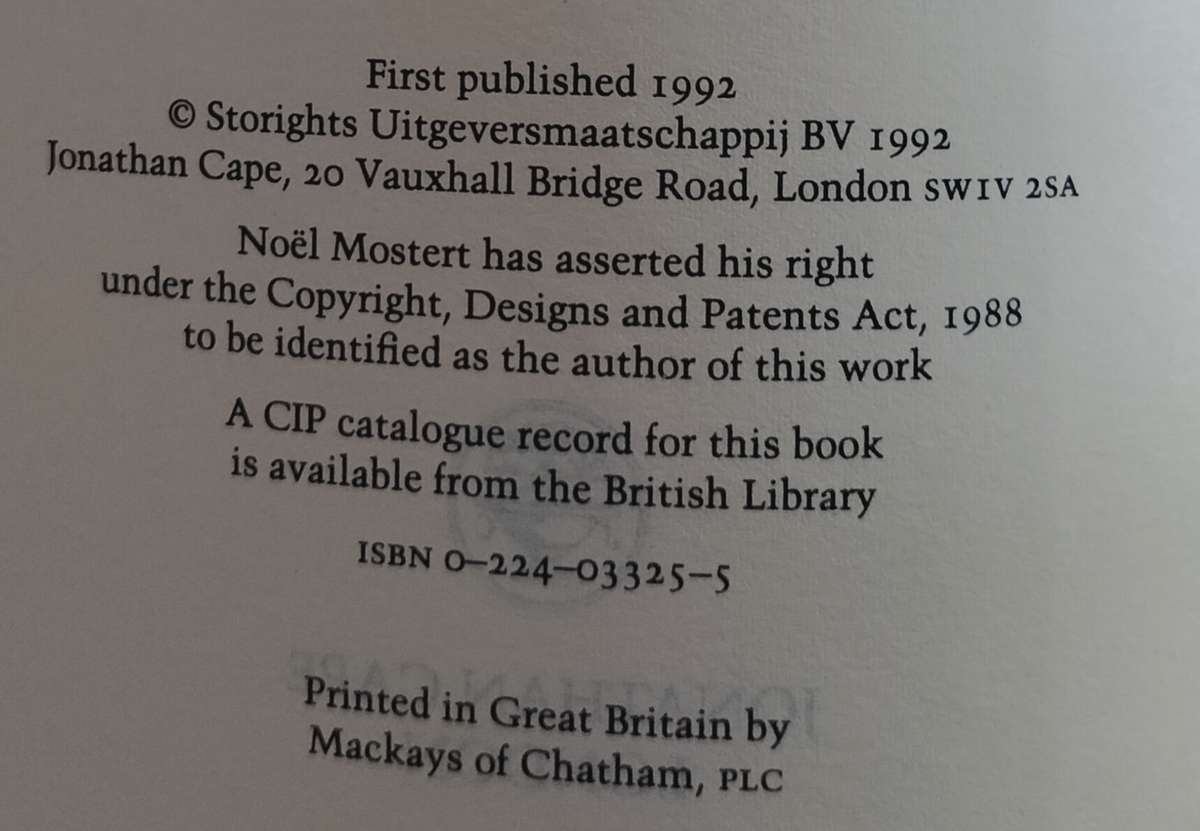 First published 1992
© Storights Uitgeversmaatschappij BV 1992
Jonathan Cape, 20 Vauxhall Bridge Road, London SW1V 2SA
Noël Mostert has asserted his right
under the Copyright, Designs and Patents Act, 1988
to be identified as the author of this work
A CIP catalogue record for this book
is available from the British Library
ISBN 0–224–03325–5
JONATHAN CAPE
Printed in Great Britain by
Mackays of Chatham, PLC